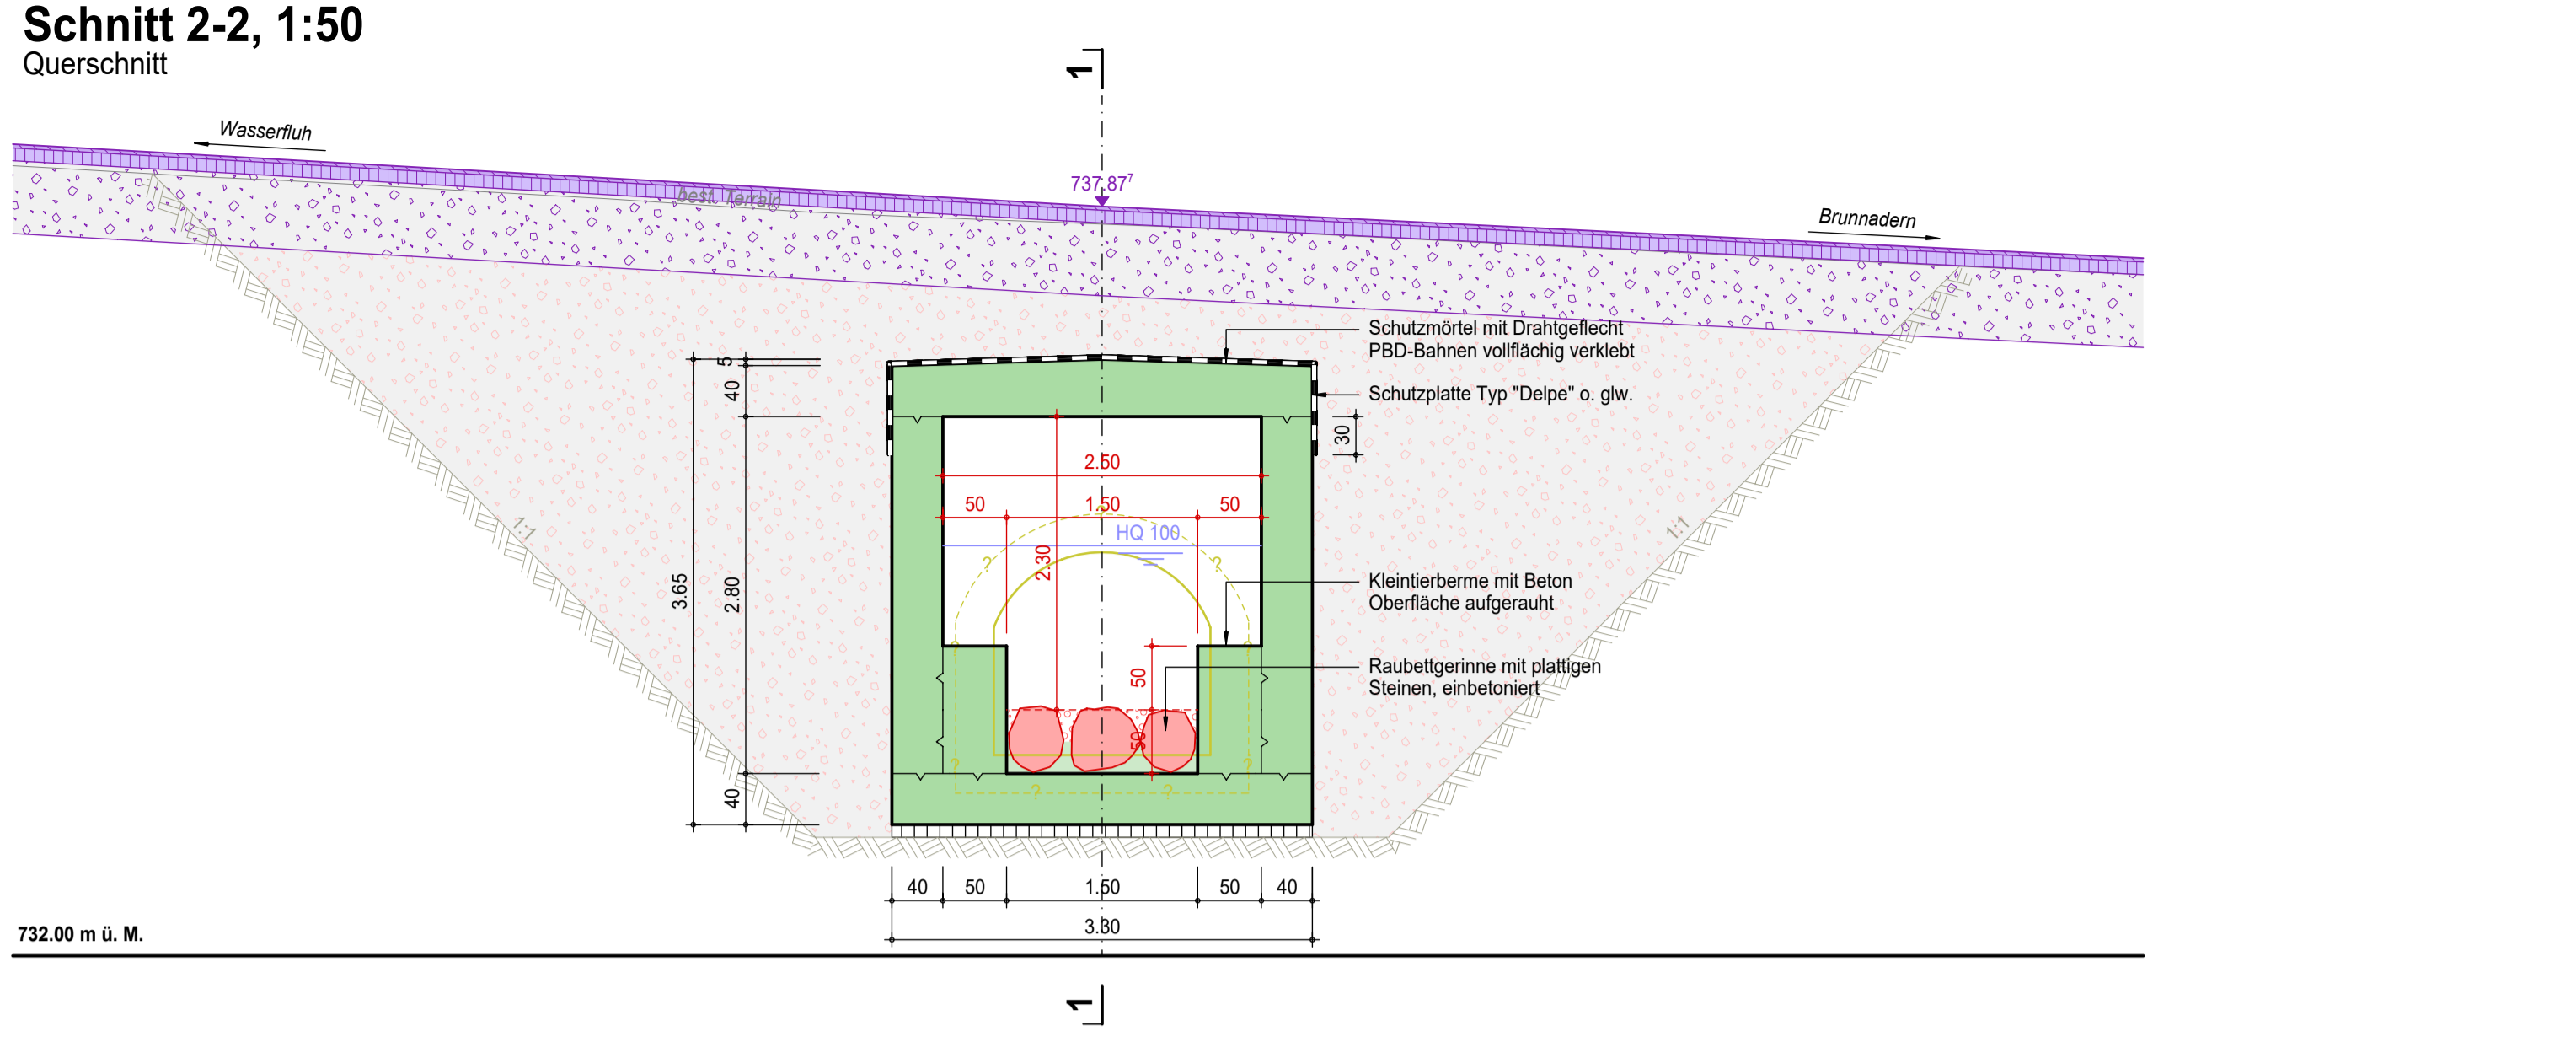 Schnitt 2-2, 1:50
Querschnitt
1
Wasserfluh
best. Terrain
737.87⁷
Brunnadern
Schutzmörtel mit Drahtgeflecht
PBD-Bahnen vollflächig verklebt
Schutzplatte Typ "Delpe" o. glw.
5
40
30
2.50
50 1.50 50
HQ 100
?
? ?
2.30
1:1
1:1
3.65
2.80
Kleintierberme mit Beton
Oberfläche aufgerauht
? ?
50
Raubettgerinne mit plattigen
Steinen, einbetoniert
50
? ?
? ?
40
40 50 1.50 50 40
3.30
732.00 m ü. M.
1